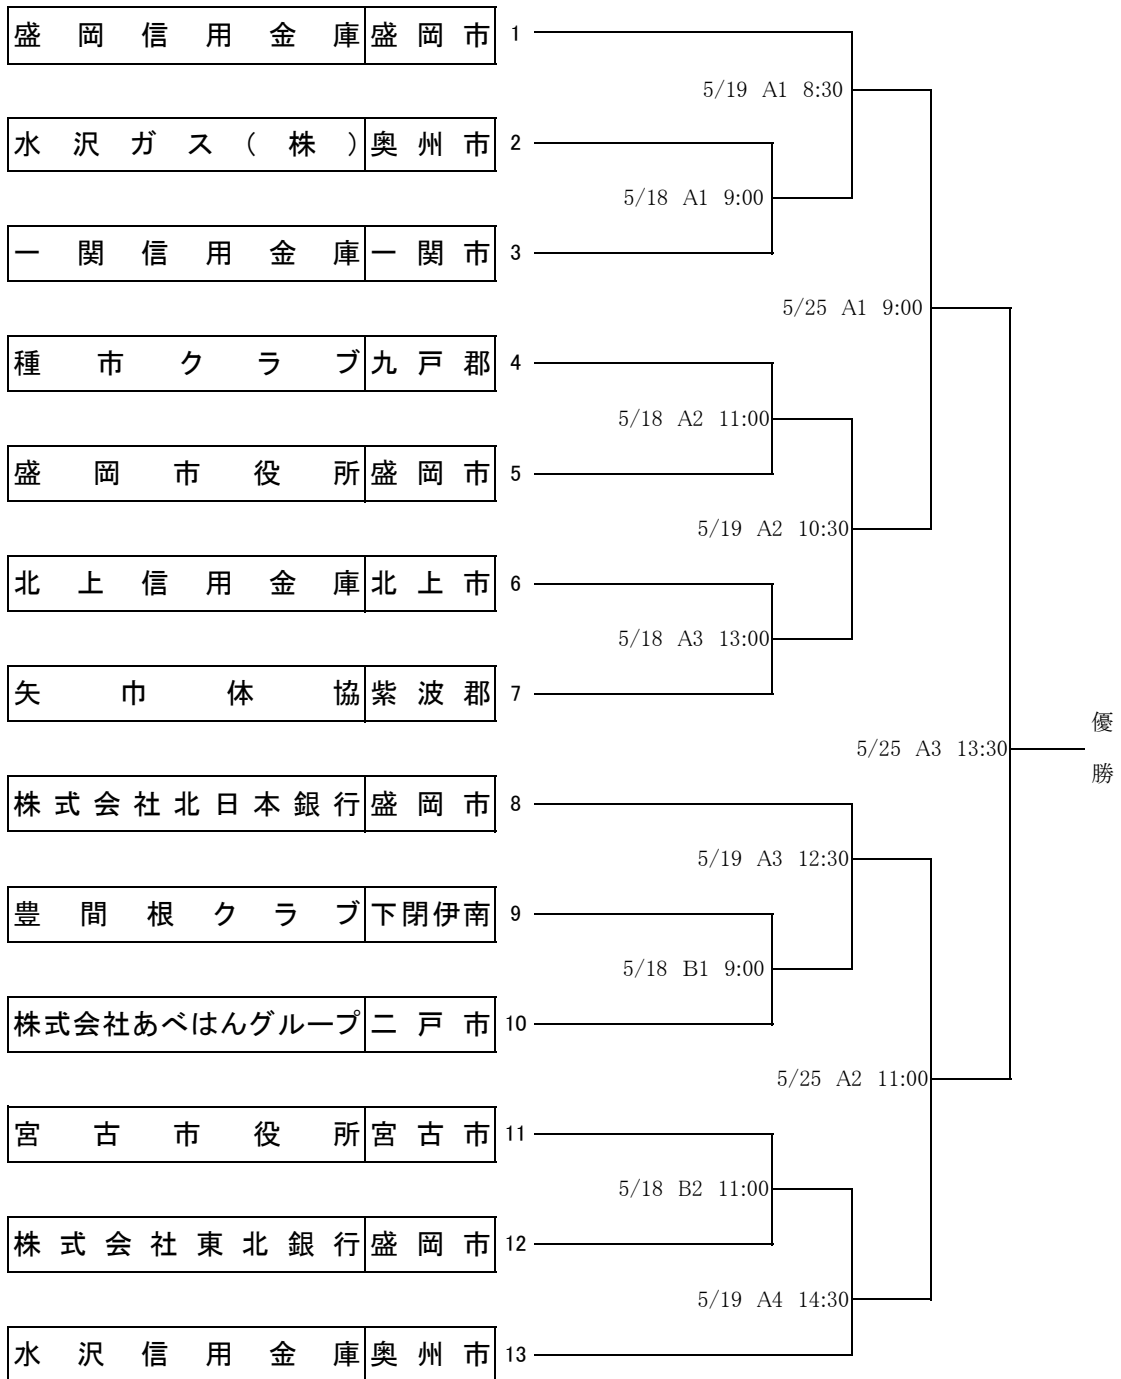 盛岡信用金庫 盛岡市 1
5/19 A1 8:30
水沢ガス(株) 奥州市 2
5/18 A1 9:00
一関信用金庫 一関市 3
5/25 A1 9:00
種市クラブ 九戸郡 4
5/18 A2 11:00
盛岡市役所 盛岡市 5
5/19 A2 10:30
北上信用金庫 北上市 6
5/18 A3 13:00
矢巾体協 紫波郡 7
優勝
5/25 A3 13:30
株式会社北日本銀行 盛岡市 8
5/19 A3 12:30
豊間根クラブ 下閉伊南 9
5/18 B1 9:00
株式会社あべはんグループ 二戸市 10
5/25 A2 11:00
宮古市役所 宮古市 11
5/18 B2 11:00
株式会社東北銀行 盛岡市 12
5/19 A4 14:30
水沢信用金庫 奥州市 13